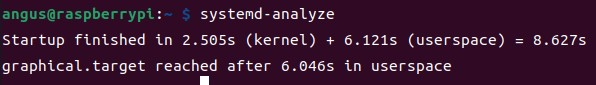 angus@raspberrypi:~ $ systemd-analyze
Startup finished in 2.505s (kernel) + 6.121s (userspace) = 8.627s
graphical.target reached after 6.046s in userspace